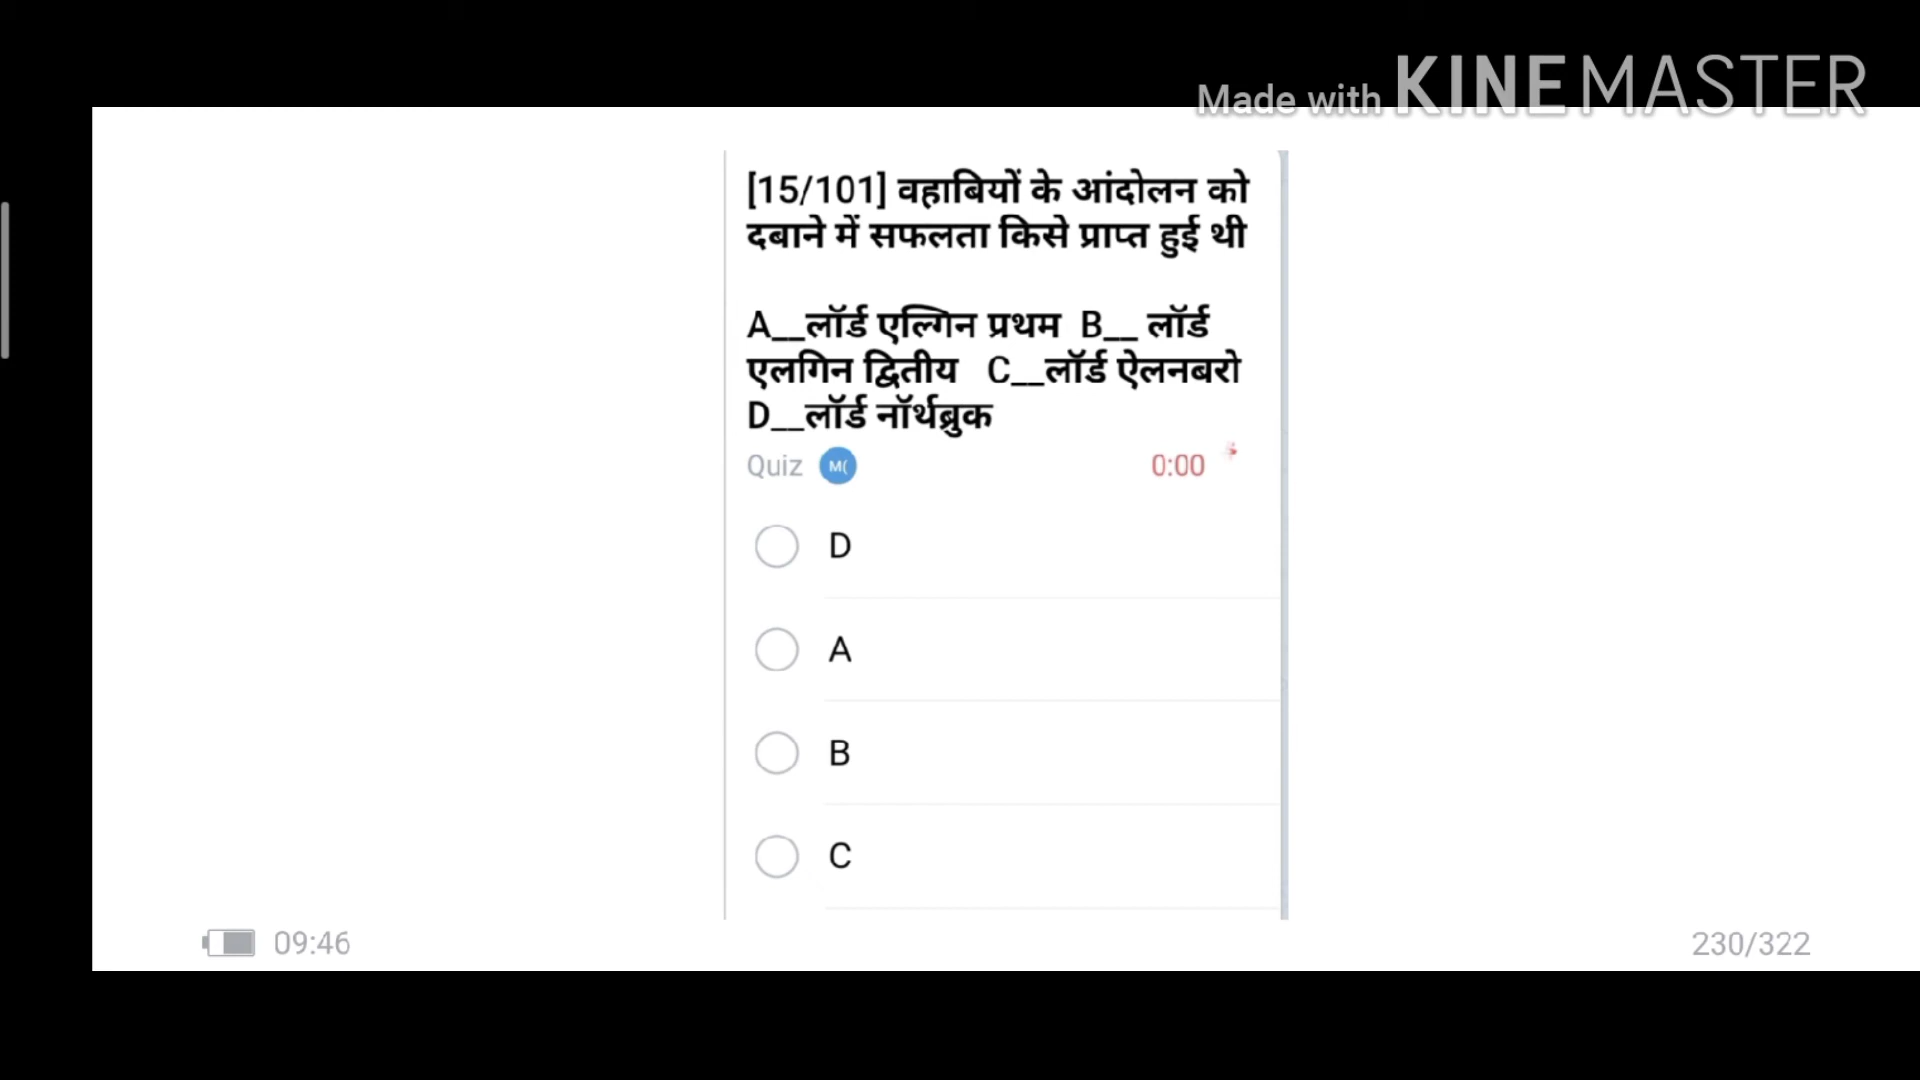 Made with KINEMASTER
[15/101] वहाबियों के आंदोलन को
दबाने में सफलता किसे प्राप्त हुई थी
A__लॉर्ड एल्गिन प्रथम B__ लॉर्ड
एलगिन द्वितीय C__लॉर्ड ऐलनबरो
D__लॉर्ड नॉर्थब्रुक
Quiz M( 0:00
D
A
B
C
09:46 230/322